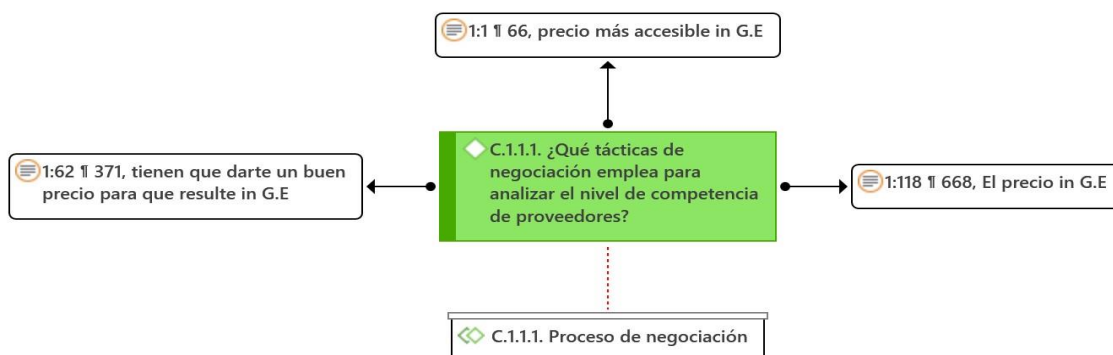 1:1 ¶ 66, precio más accesible in G.E
C.1.1.1. ¿Qué tácticas de
negociación emplea para
analizar el nivel de competencia
de proveedores?
1:62 ¶ 371, tienen que darte un buen
precio para que resulte in G.E
1:118 ¶ 668, El precio in G.E
C.1.1.1. Proceso de negociación